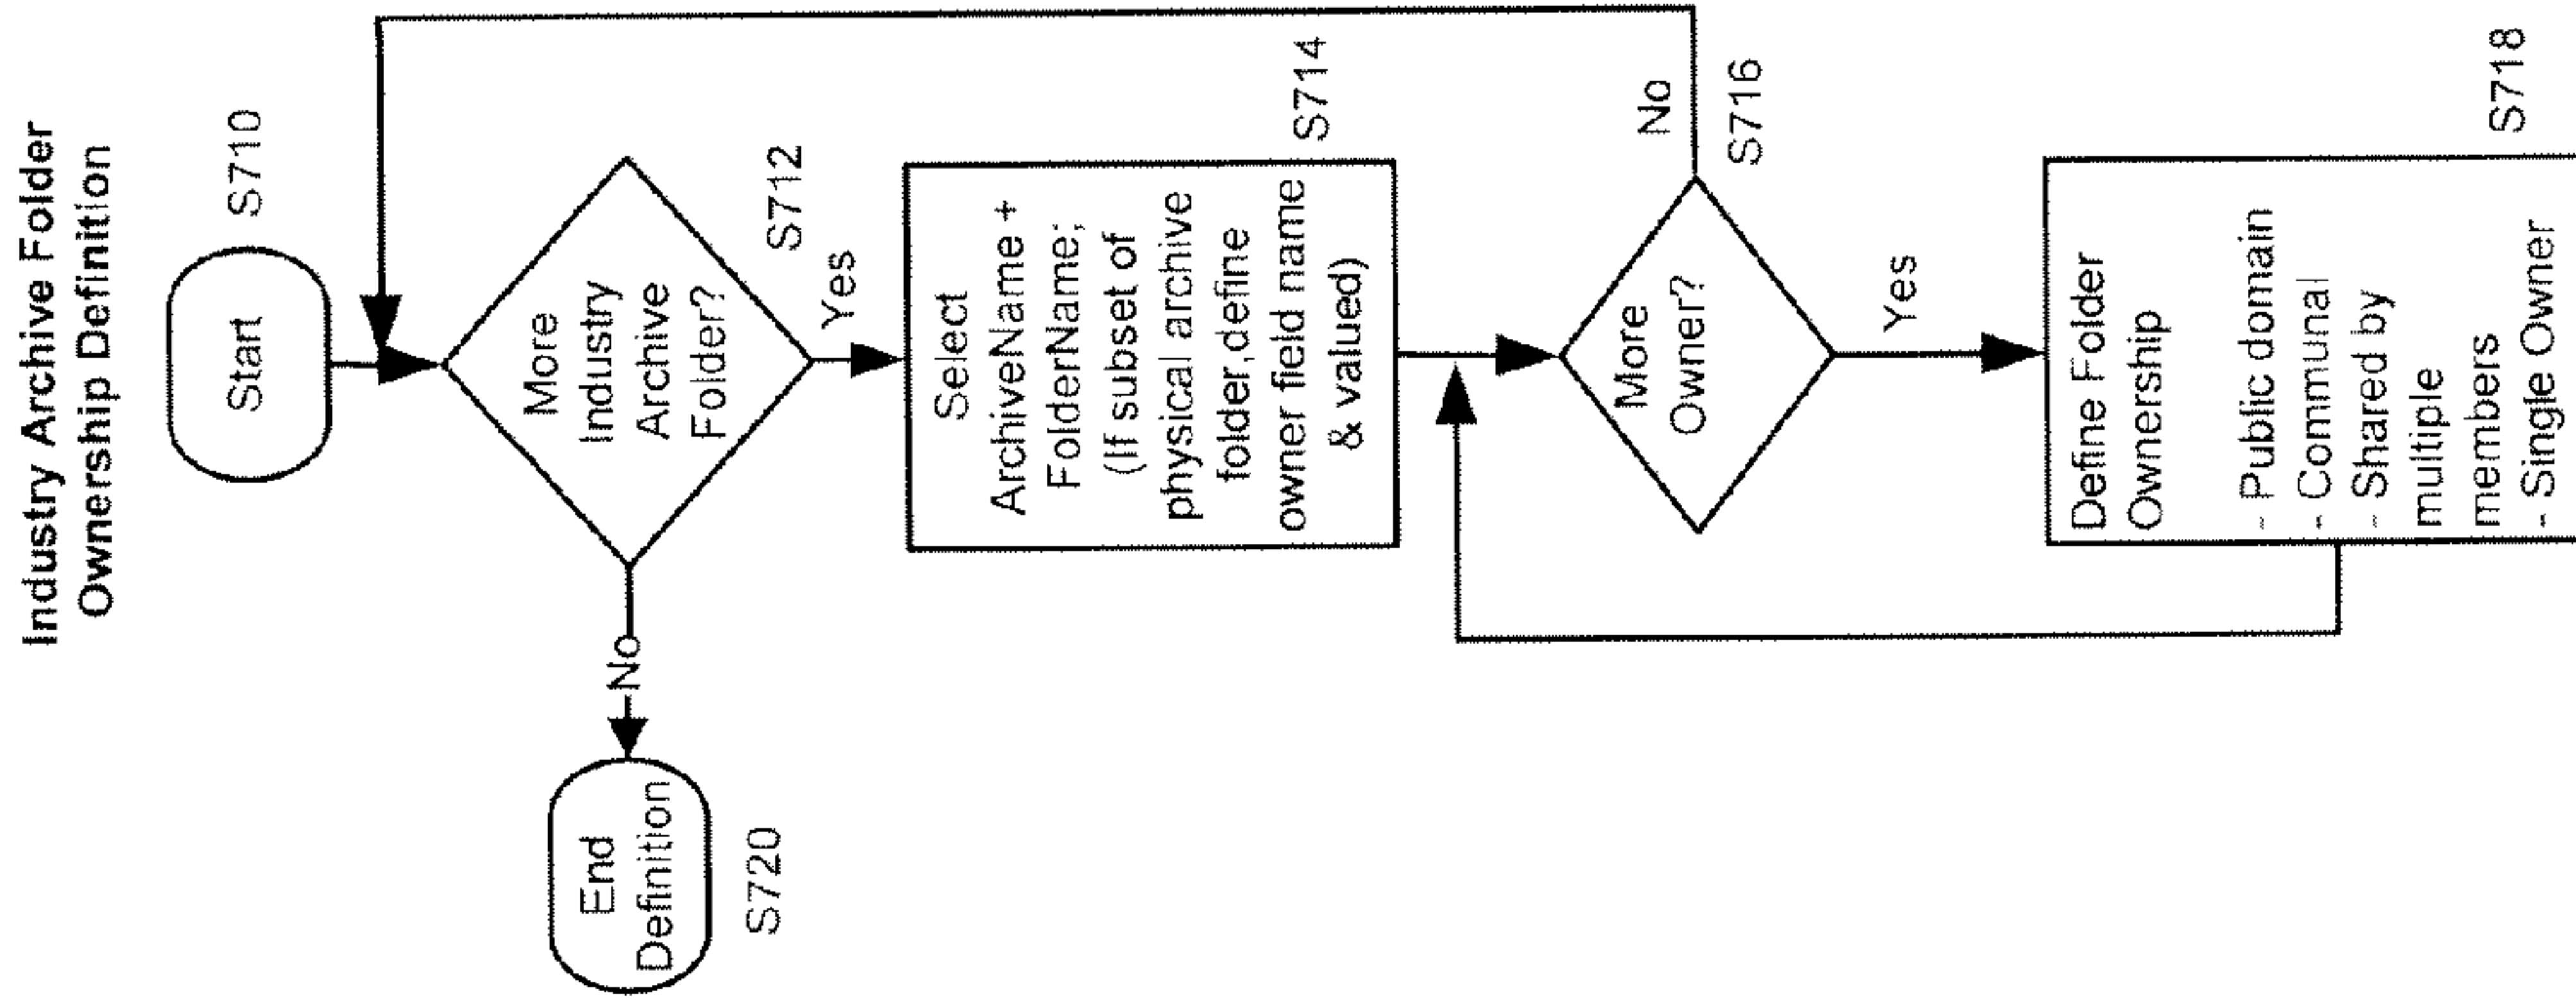 Industry Archive Folder
Ownership Definition
Start
S710
More
Industry
Archive
Folder?
S712
No
End
Definition
S720
Yes
Select
ArchiveName +
FolderName;
(If subset of
physical archive
folder,define
owner field name
& valued)
S714
More
Owner?
S716
No
Yes
Define Folder
Ownership
- Public domain
- Communal
- Shared by
multiple
members
- Single Owner
S718